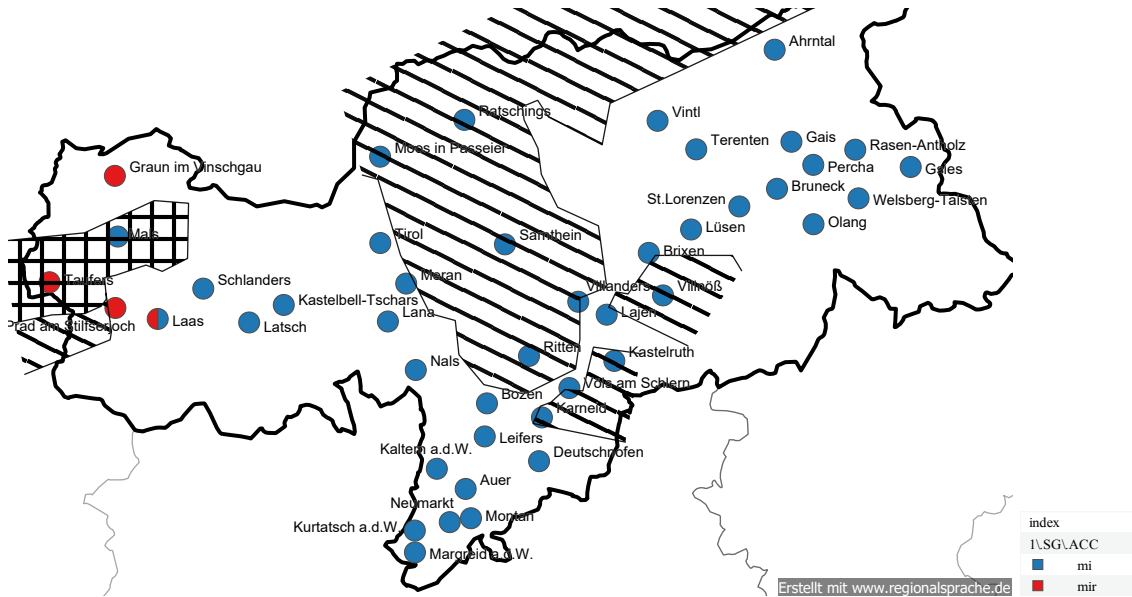 Ahrntal
Ratschings
Vintl
Terenten
Gais
Rasen-Antholz
Moos in Passeier
Graun im Vinschgau
Percha
Gsies
Bruneck
St.Lorenzen
Welsberg-Taisten
Mals
Tirol
Sarnthein
Lüsen
Olang
Brixen
Taufers
Schlanders
Meran
Villanders
Villnöß
Kastelbell-Tschars
Prad am Stilfserjoch
Laas
Latsch
Lana
Lajen
Nals
Ritten
Kastelruth
Völs am Schlern
Bozen
Karneid
Leifers
Kaltern a.d.W.
Deutschnofen
Auer
Neumarkt
Montan
Kurtatsch a.d.W.
Margreid a.d.W.
index
1\.SG\.ACC
mi
mir
Erstellt mit www.regionalsprache.de